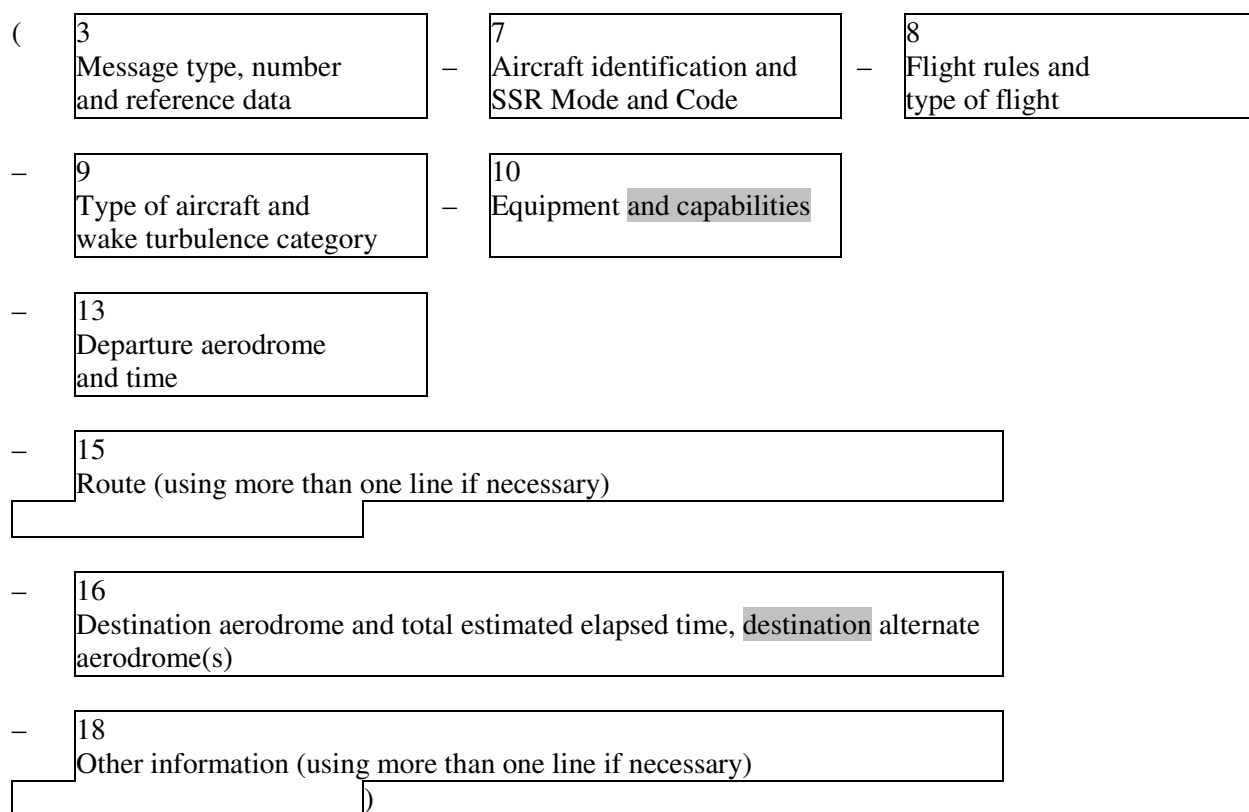 ( 3 7 8
Message type, number – Aircraft identification and – Flight rules and
and reference data SSR Mode and Code type of flight
– 9 10
Type of aircraft and – Equipment and capabilities
wake turbulence category
– 13
Departure aerodrome
and time
– 15
Route (using more than one line if necessary)
– 16
Destination aerodrome and total estimated elapsed time, destination alternate
aerodrome(s)
– 18
Other information (using more than one line if necessary)
)